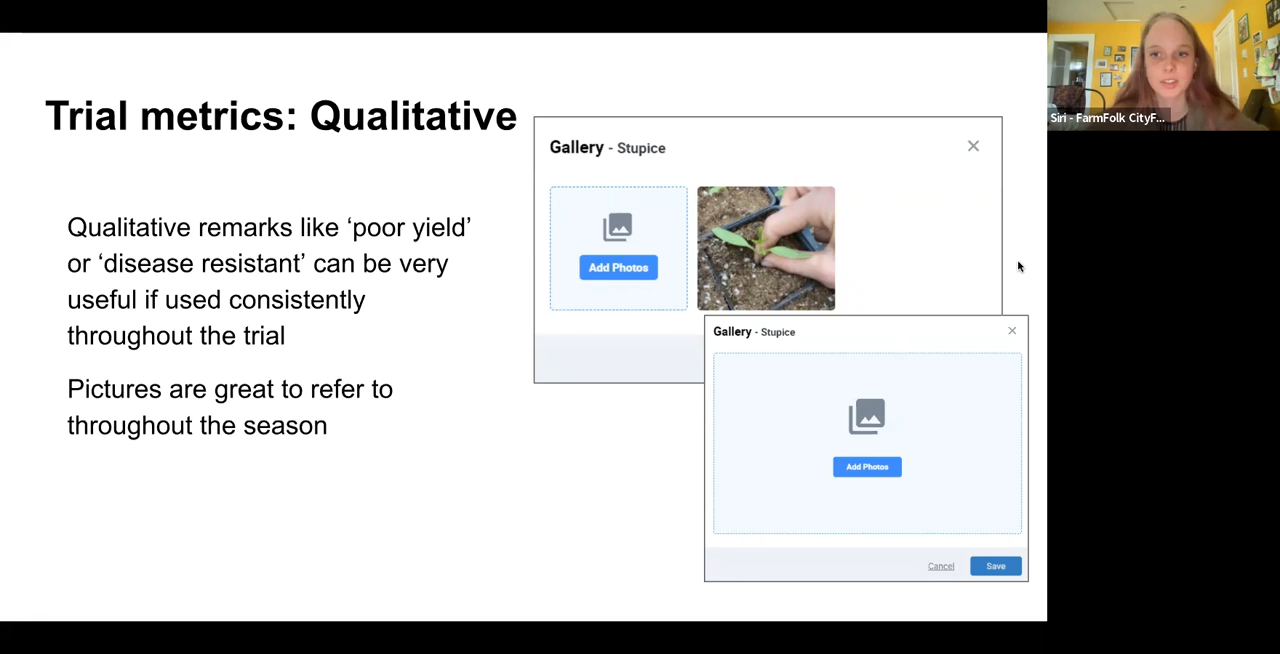 Trial metrics: Qualitative
Qualitative remarks like ‘poor yield’
or ‘disease resistant’ can be very
useful if used consistently
throughout the trial
Pictures are great to refer to
throughout the season
Gallery - Stupice
Add Photos
Gallery - Stupice
Add Photos
Cancel
Save
Siri - FarmFolk CityF...